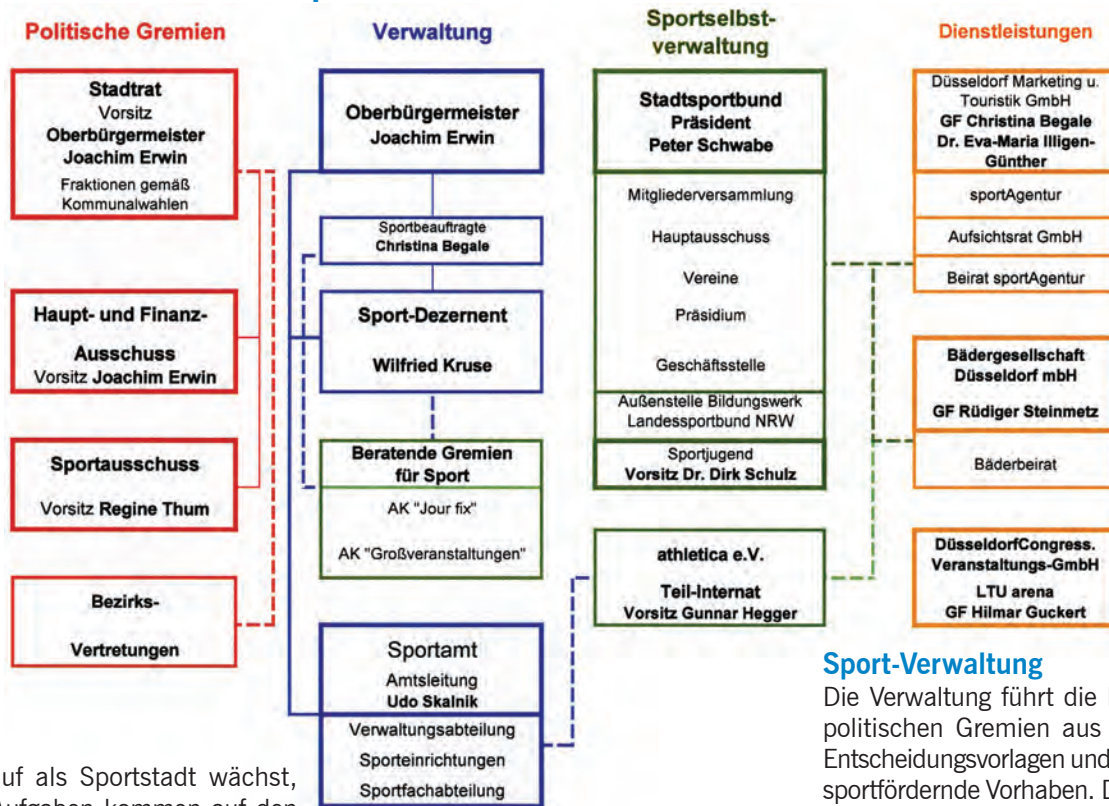 Politische Gremien
Stadtrat
Vorsitz
Oberbürgermeister
Joachim Erwin
Fraktionen gemäß
Kommunalwahlen
Haupt- und Finanz-
Ausschuss
Vorsitz Joachim Erwin
Sportausschuss
Vorsitz Regine Thum
Bezirks-
Vertretungen
Verwaltung
Oberbürgermeister
Joachim Erwin
Sportbeauftragte
Christina Begale
Sport-Dezernent
Wilfried Kruse
Beratende Gremien
für Sport
AK "Jour fix"
AK "Großveranstaltungen"
Sportamt
Amtsleitung
Udo Skalnik
Verwaltungsabteilung
Sporteinrichtungen
Sportfachabteilung
Sportselbst-
verwaltung
Stadtsportbund
Präsident
Peter Schwabe
Mitgliederversammlung
Hauptausschuss
Vereine
Präsidium
Geschäftsstelle
Außenstelle Bildungswerk
Landessportbund NRW
Sportjugend
Vorsitz Dr. Dirk Schulz
athletica e.V.
Teil-Internat
Vorsitz Gunnar Hegger
Dienstleistungen
Düsseldorf Marketing u.
Touristik GmbH
GF Christina Begale
Dr. Eva-Maria Illigen-
Günther
sportAgentur
Aufsichtsrat GmbH
Beirat sportAgentur
Bädergesellschaft
Düsseldorf mbH
GF Rüdiger Steinmetz
Bäderbeirat
DüsseldorfCongress.
Veranstaltungs-GmbH
LTU arena
GF Hilmar Guckert
uf als Sportstadt wächst,
Sport-Verwaltung
Die Verwaltung führt die
politischen Gremien aus
Entscheidungsvorlagen und
sportfördernde Vorhaben. D